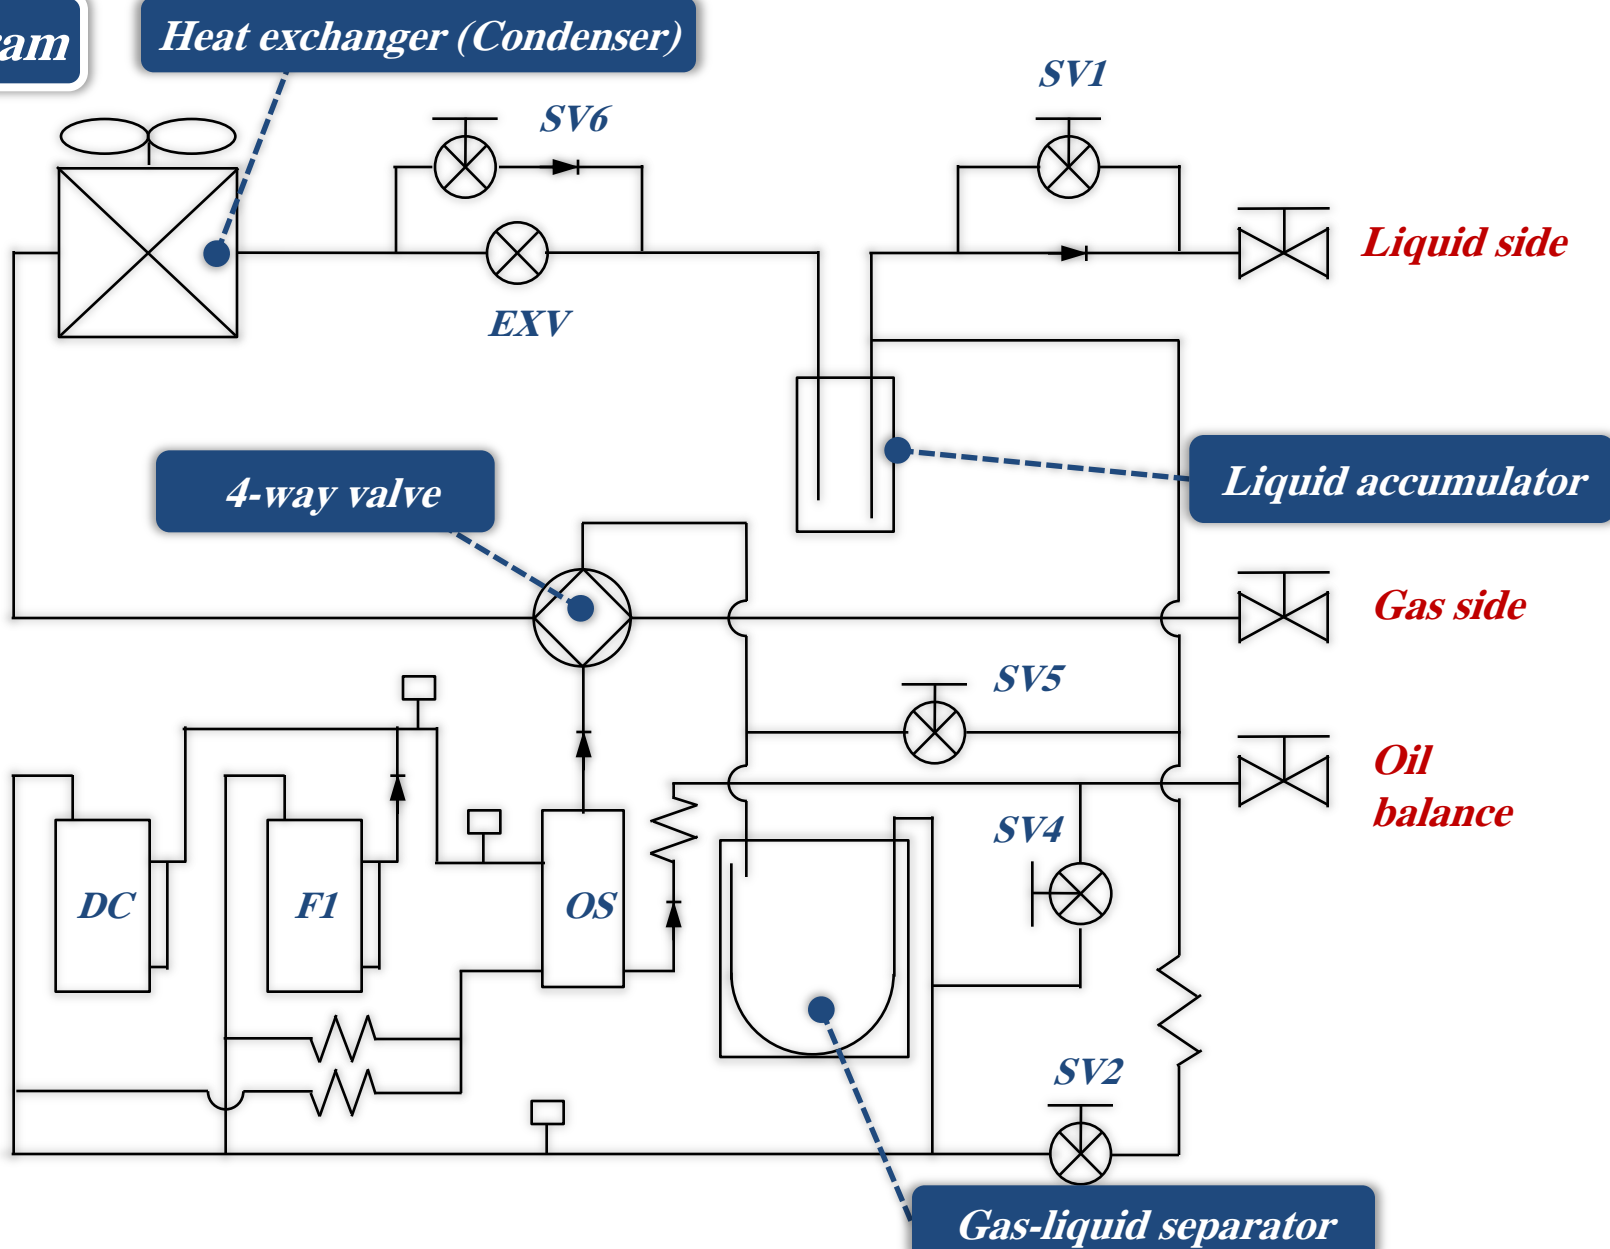 Heat exchanger (Condenser)
SV1
SV6
Liquid side
EXV
4-way valve
Liquid accumulator
Gas side
SV5
Oil
balance
SV4
DC
F1
OS
SV2
Gas-liquid separator